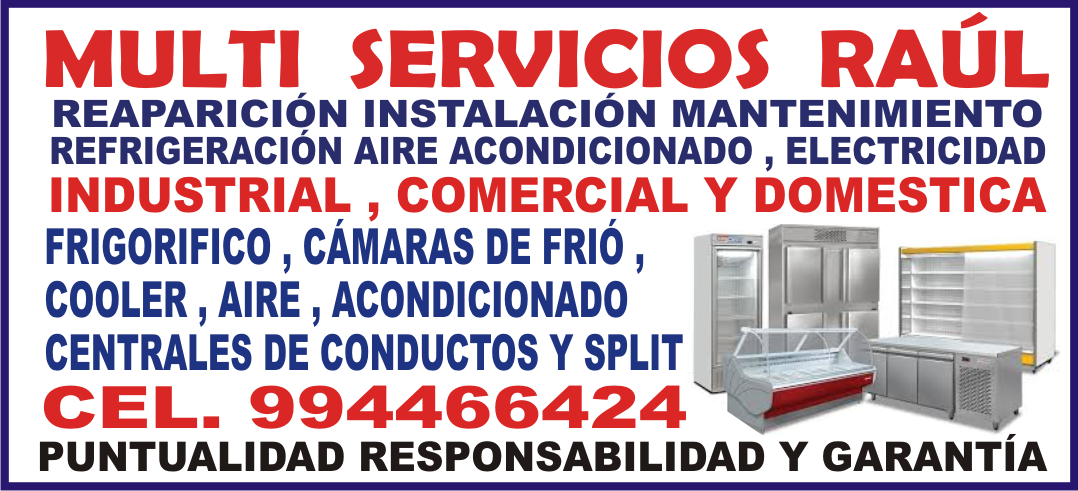 MULTI SERVICIOS RAÚL
REAPARICIÓN INSTALACIÓN MANTENIMIENTO
REFRIGERACIÓN AIRE ACONDICIONADO , ELECTRICIDAD
INDUSTRIAL , COMERCIAL Y DOMESTICA
FRIGORIFICO , CÁMARAS DE FRIÓ ,
COOLER , AIRE , ACONDICIONADO
CENTRALES DE CONDUCTOS Y SPLIT
CEL. 994466424
PUNTUALIDAD RESPONSABILIDAD Y GARANTÍA